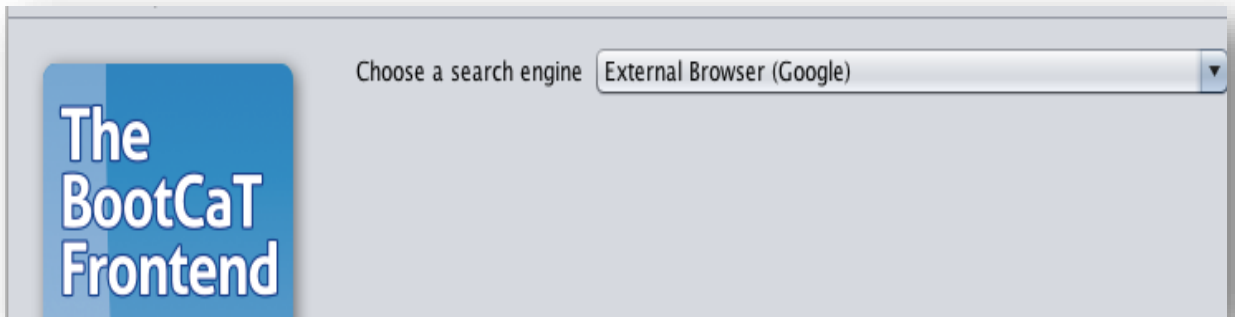 Choose a search engine External Browser (Google)
The
BootCaT
Frontend